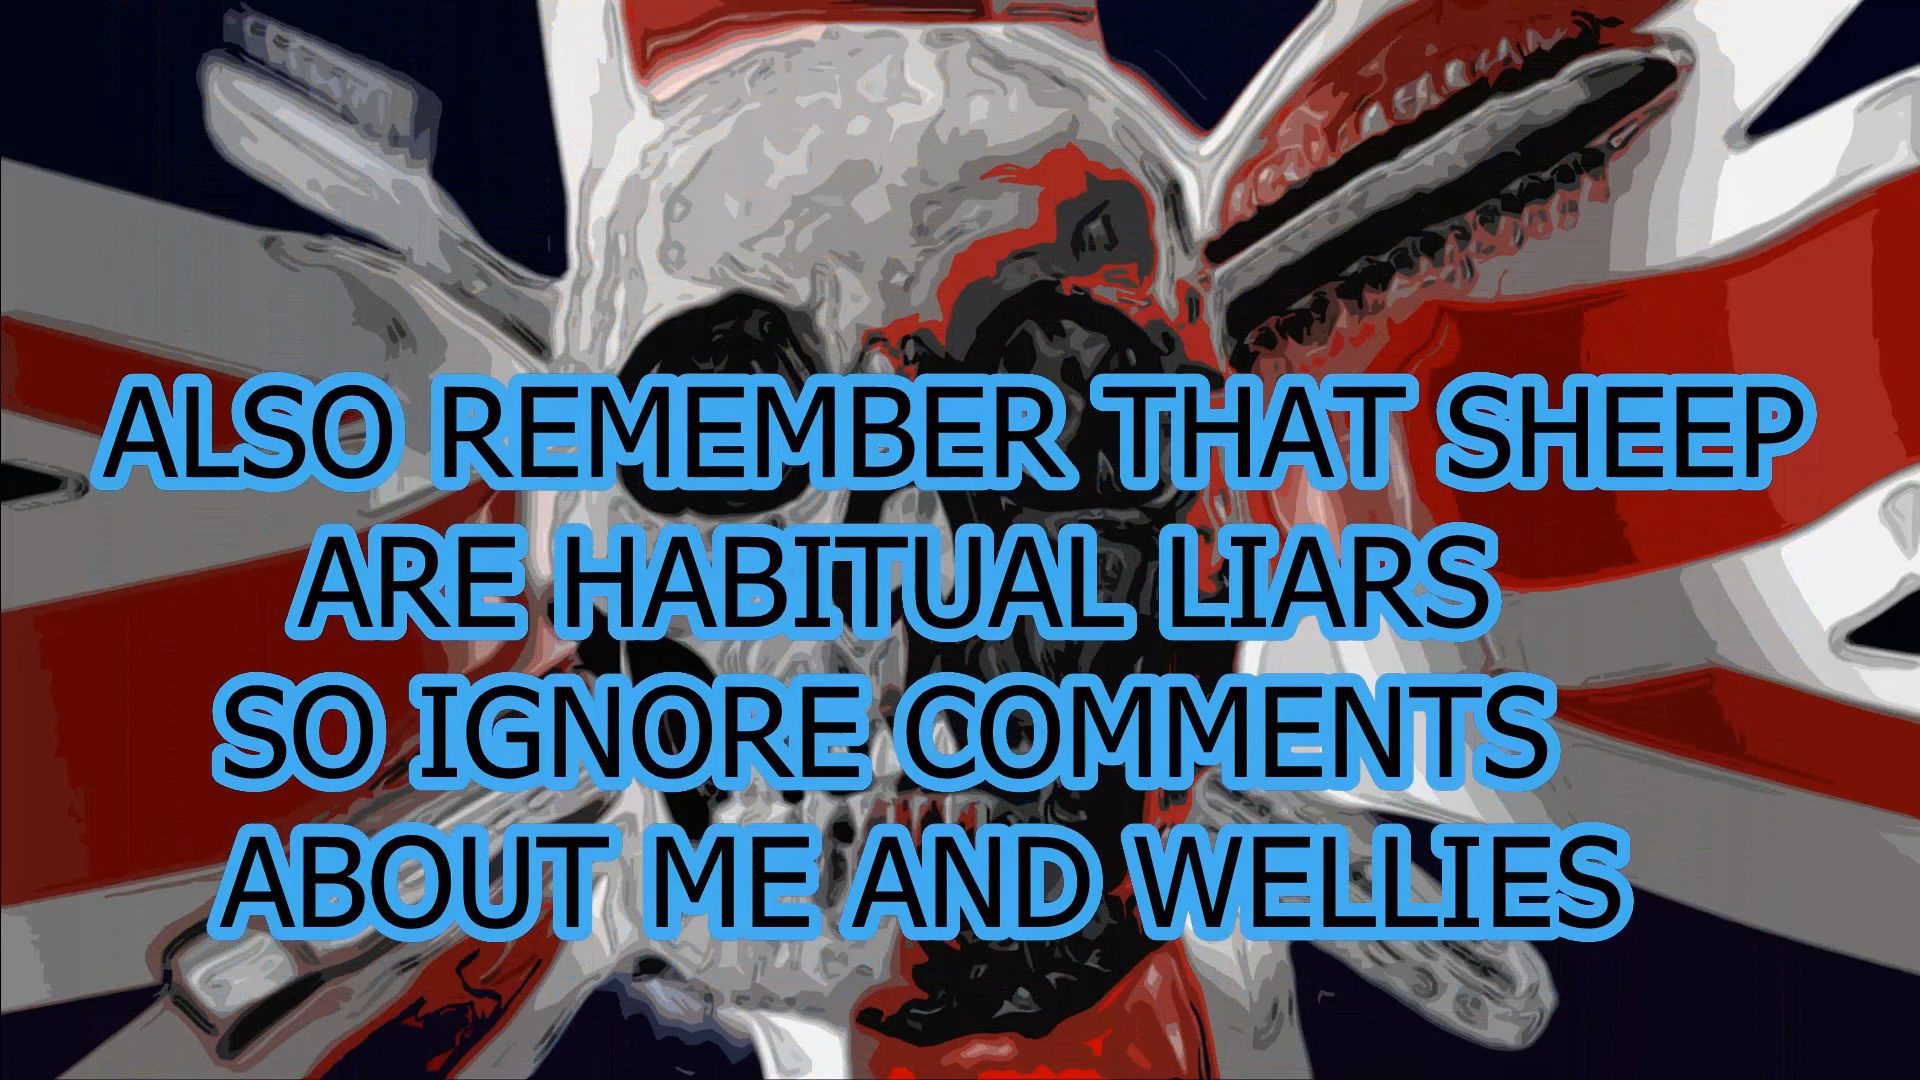 ALSO REMEMBER THAT SHEEP
ARE HABITUAL LIARS
SO IGNORE COMMENTS
ABOUT ME AND WELLIES